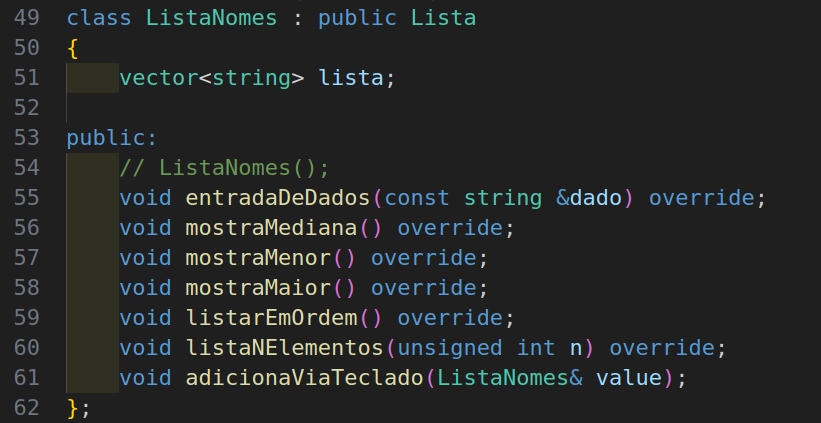 49 class ListaNomes : public Lista
50 {
51     vector<string> lista;
52
53 public:
54     // ListaNomes();
55     void entradaDeDados(const string &dado) override;
56     void mostraMediana() override;
57     void mostraMenor() override;
58     void mostraMaior() override;
59     void listarEmOrdem() override;
60     void listaNElementos(unsigned int n) override;
61     void adicionaViaTeclado(ListaNomes& value);
62 };